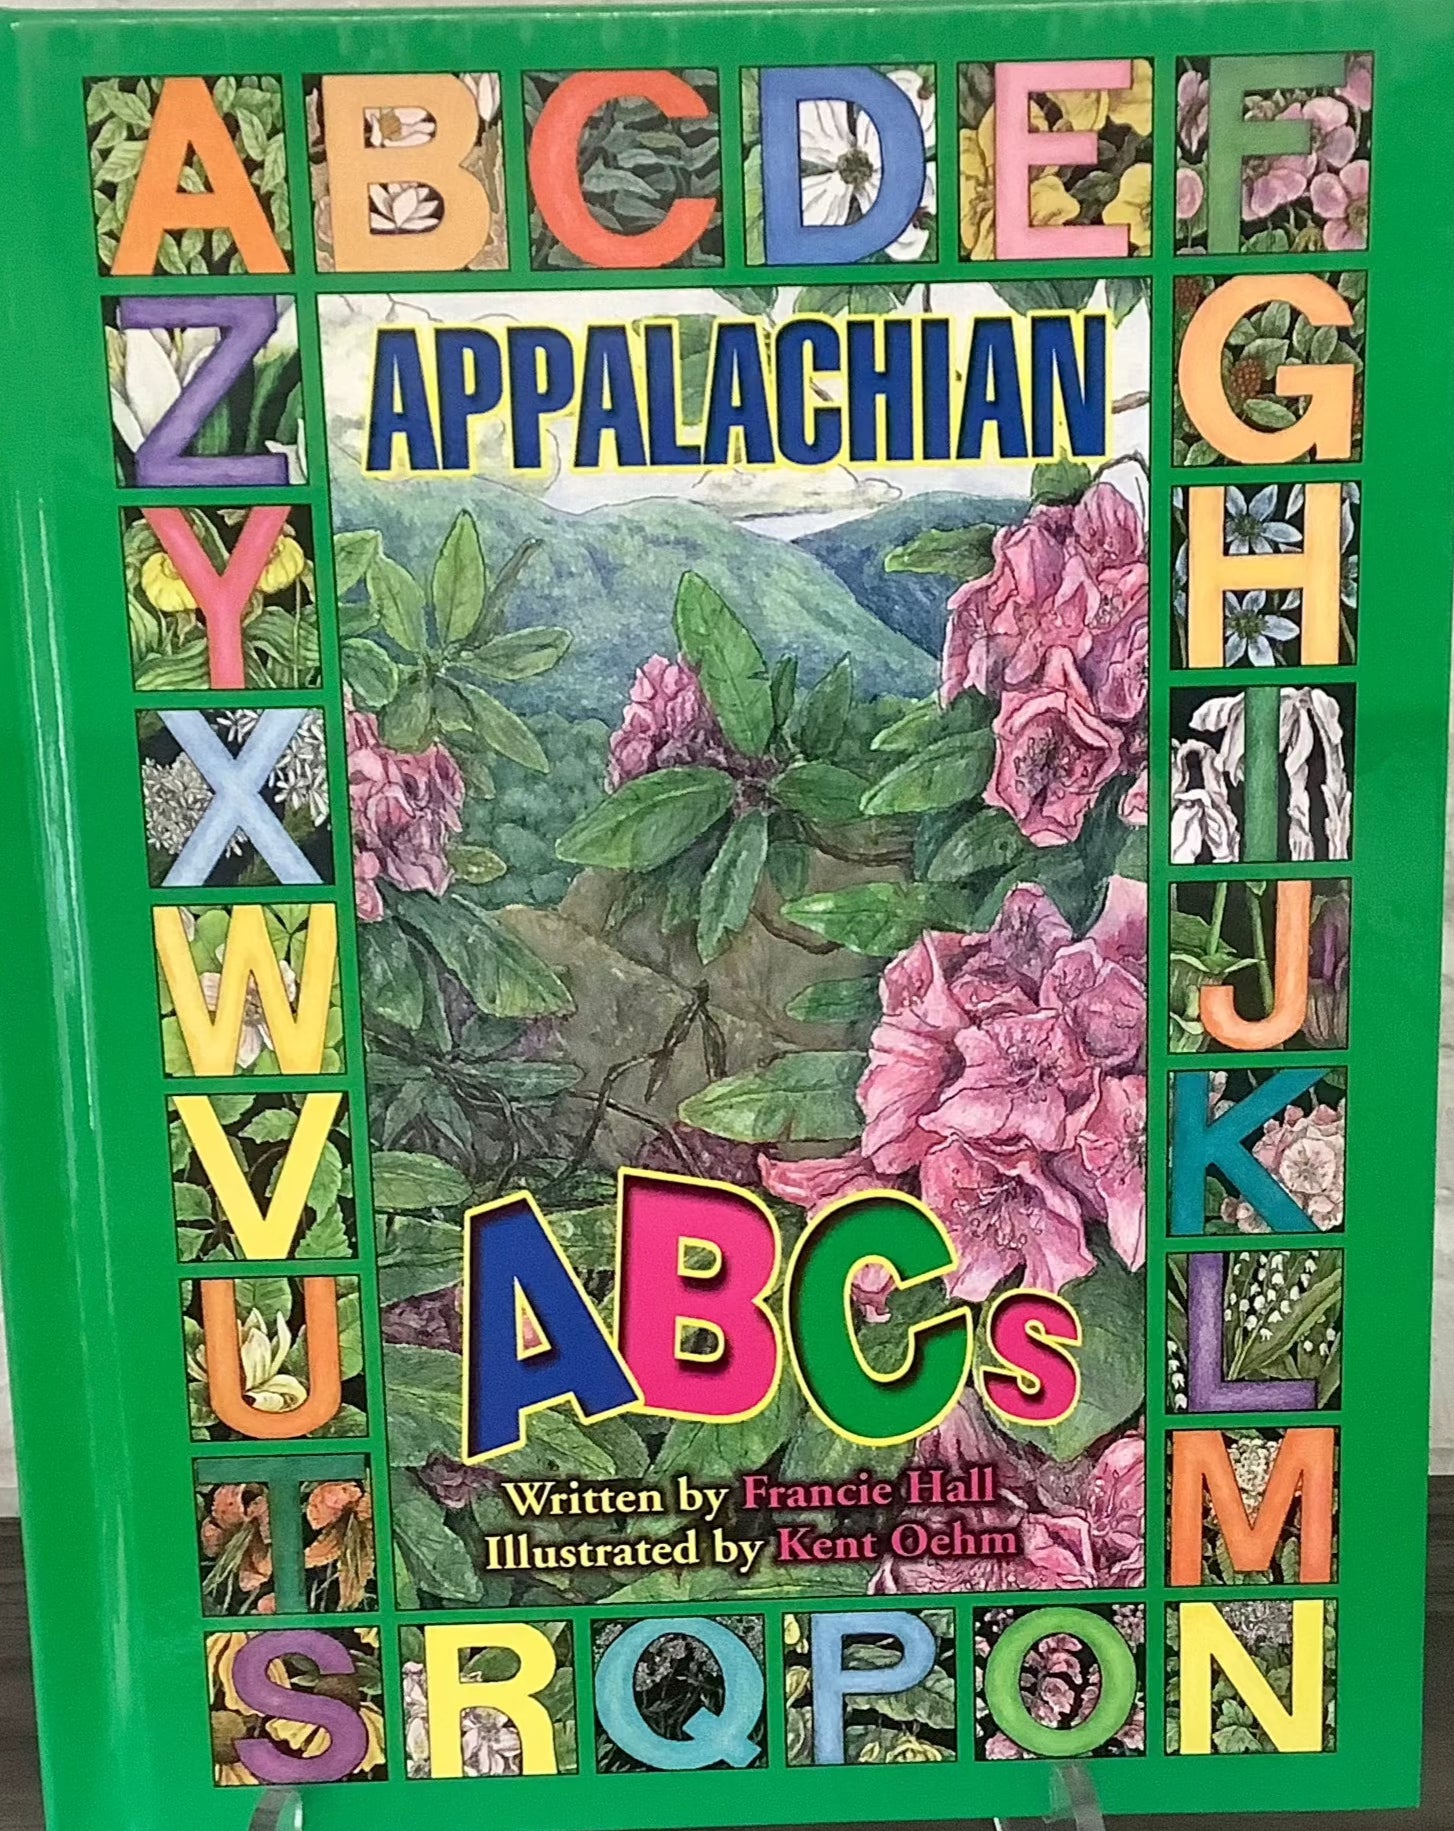 A B C D E F
G
H
I
J
K
L
M
N
O
P
Q
R
S
T
U
V
W
X
Y
Z
APPALACHIAN
ABCs
Written by Francie Hall
Illustrated by Kent Oehm